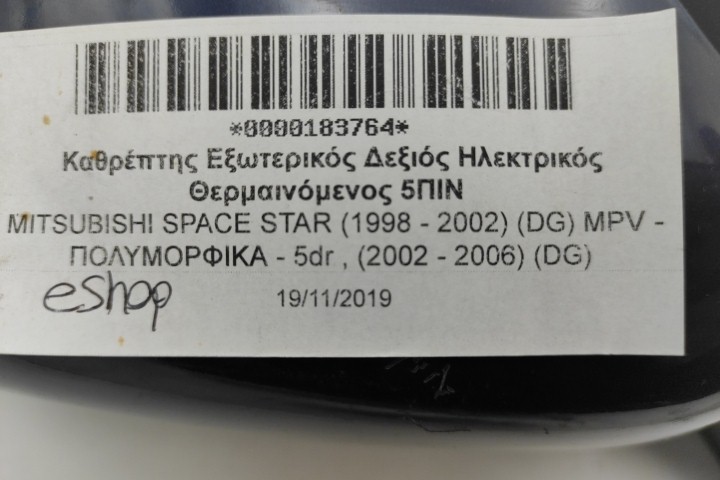 *0000183764*
Καθρέπτης Εξωτερικός Δεξιός Ηλεκτρικός
Θερμαινόμενος 5ΠΙΝ
MITSUBISHI SPACE STAR (1998 - 2002) (DG) MPV -
ΠΟΛΥΜΟΡΦΙΚΑ - 5dr , (2002 - 2006) (DG)
eshop 19/11/2019